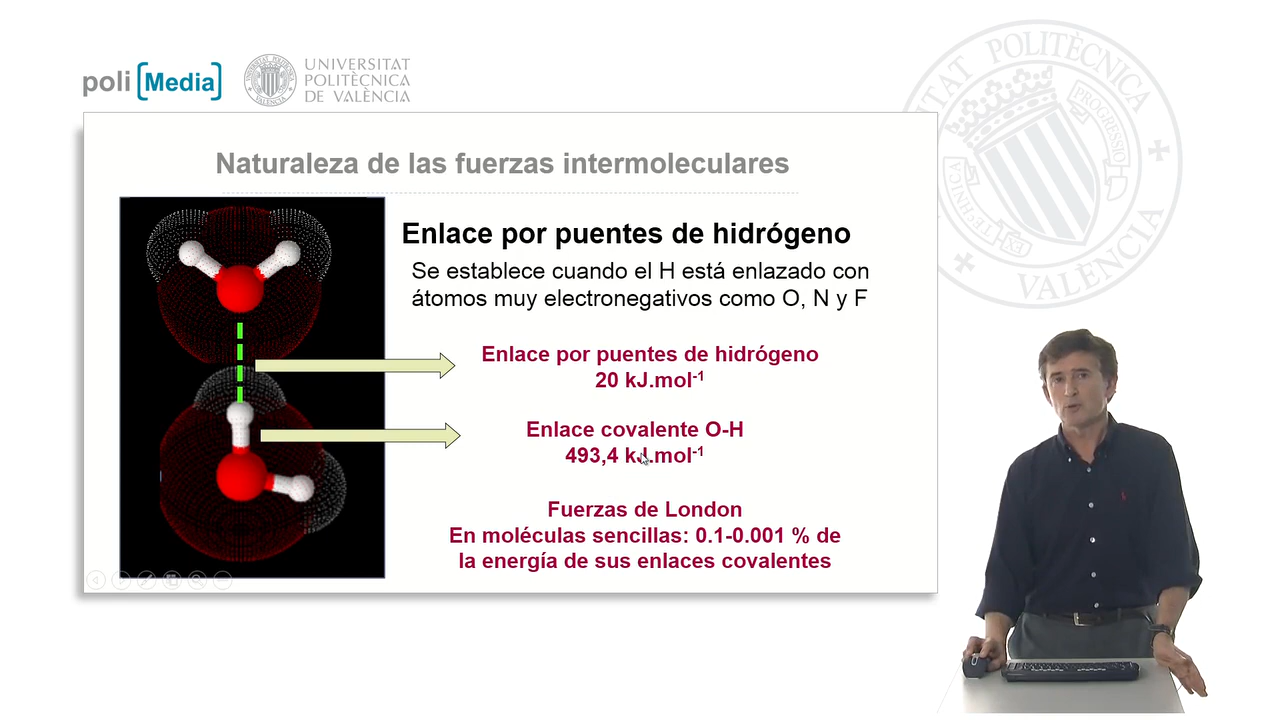 poli [Media]
UNIVERSITAT
POLITÈCNICA
DE VALÈNCIA
POLITÈCNICA
PROGRESSIO
VALÈNCIA
Naturaleza de las fuerzas intermoleculares
Enlace por puentes de hidrógeno
Se establece cuando el H está enlazado con
átomos muy electronegativos como O, N y F
Enlace por puentes de hidrógeno
20 kJ.mol⁻¹
Enlace covalente O-H
493,4 kJ.mol⁻¹
Fuerzas de London
En moléculas sencillas: 0.1-0.001 % de
la energía de sus enlaces covalentes